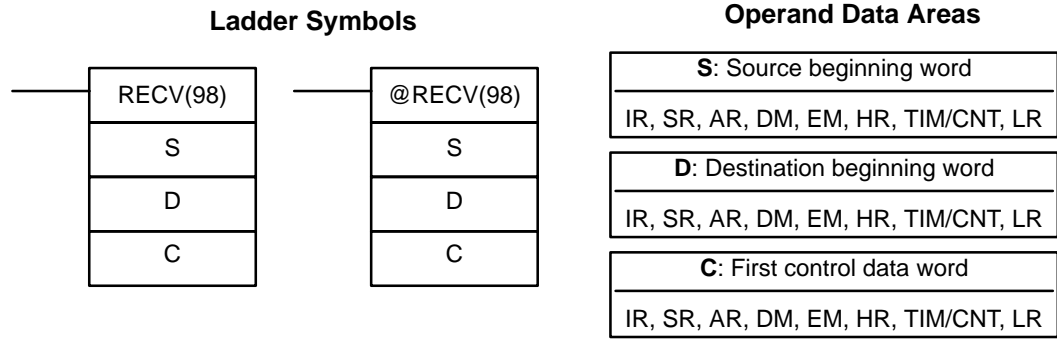 Ladder Symbols
RECV(98)
S
D
C
@RECV(98)
S
D
C
Operand Data Areas
S: Source beginning word
IR, SR, AR, DM, EM, HR, TIM/CNT, LR
D: Destination beginning word
IR, SR, AR, DM, EM, HR, TIM/CNT, LR
C: First control data word
IR, SR, AR, DM, EM, HR, TIM/CNT, LR